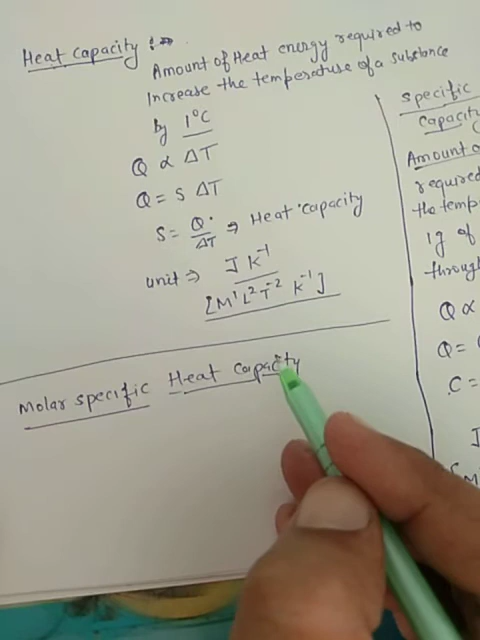 Heat capacity :→
Amount of Heat energy required to
Increase the temperature of a substance
by 1°C
Q ∝ ΔT
Q = S ΔT
S = Q/ΔT ⇒ Heat capacity
unit ⇒ J K⁻¹
[M¹ L² T⁻² K⁻¹]
Molar specific Heat capacity
specific
capacity
Amount o
required
the temp
1g of
through
Q ∝
Q =
C =
J